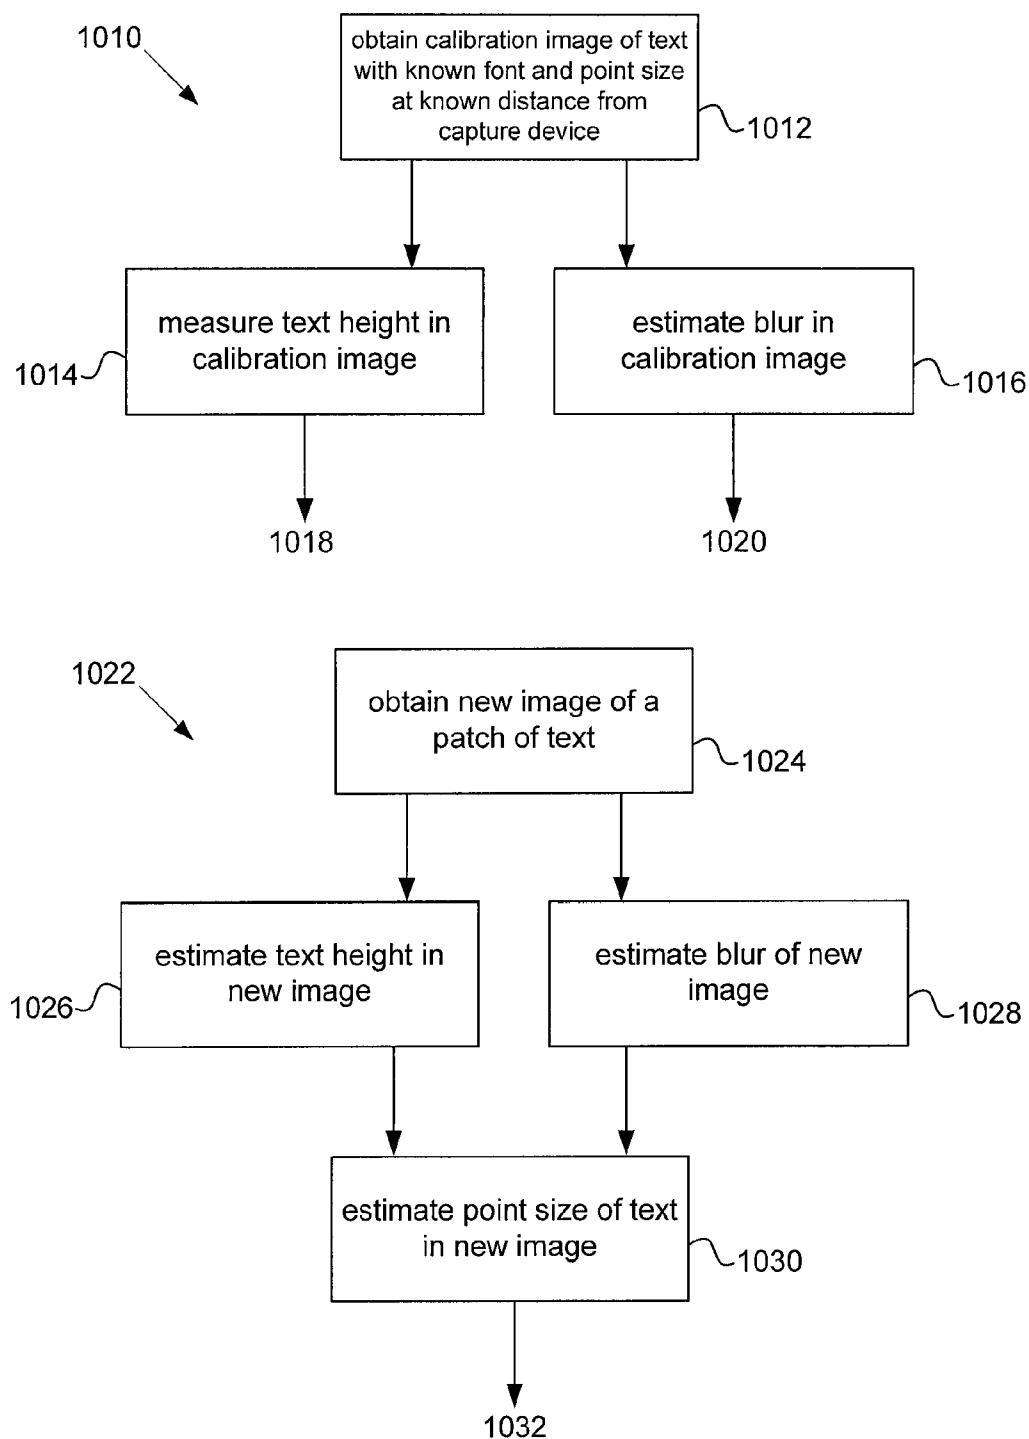 1010
obtain calibration image of text
with known font and point size
at known distance from
capture device
1012
measure text height in
calibration image
1014
estimate blur in
calibration image
1016
1018
1020
1022
obtain new image of a
patch of text
1024
estimate text height in
new image
1026
estimate blur of new
image
1028
estimate point size of text
in new image
1030
1032